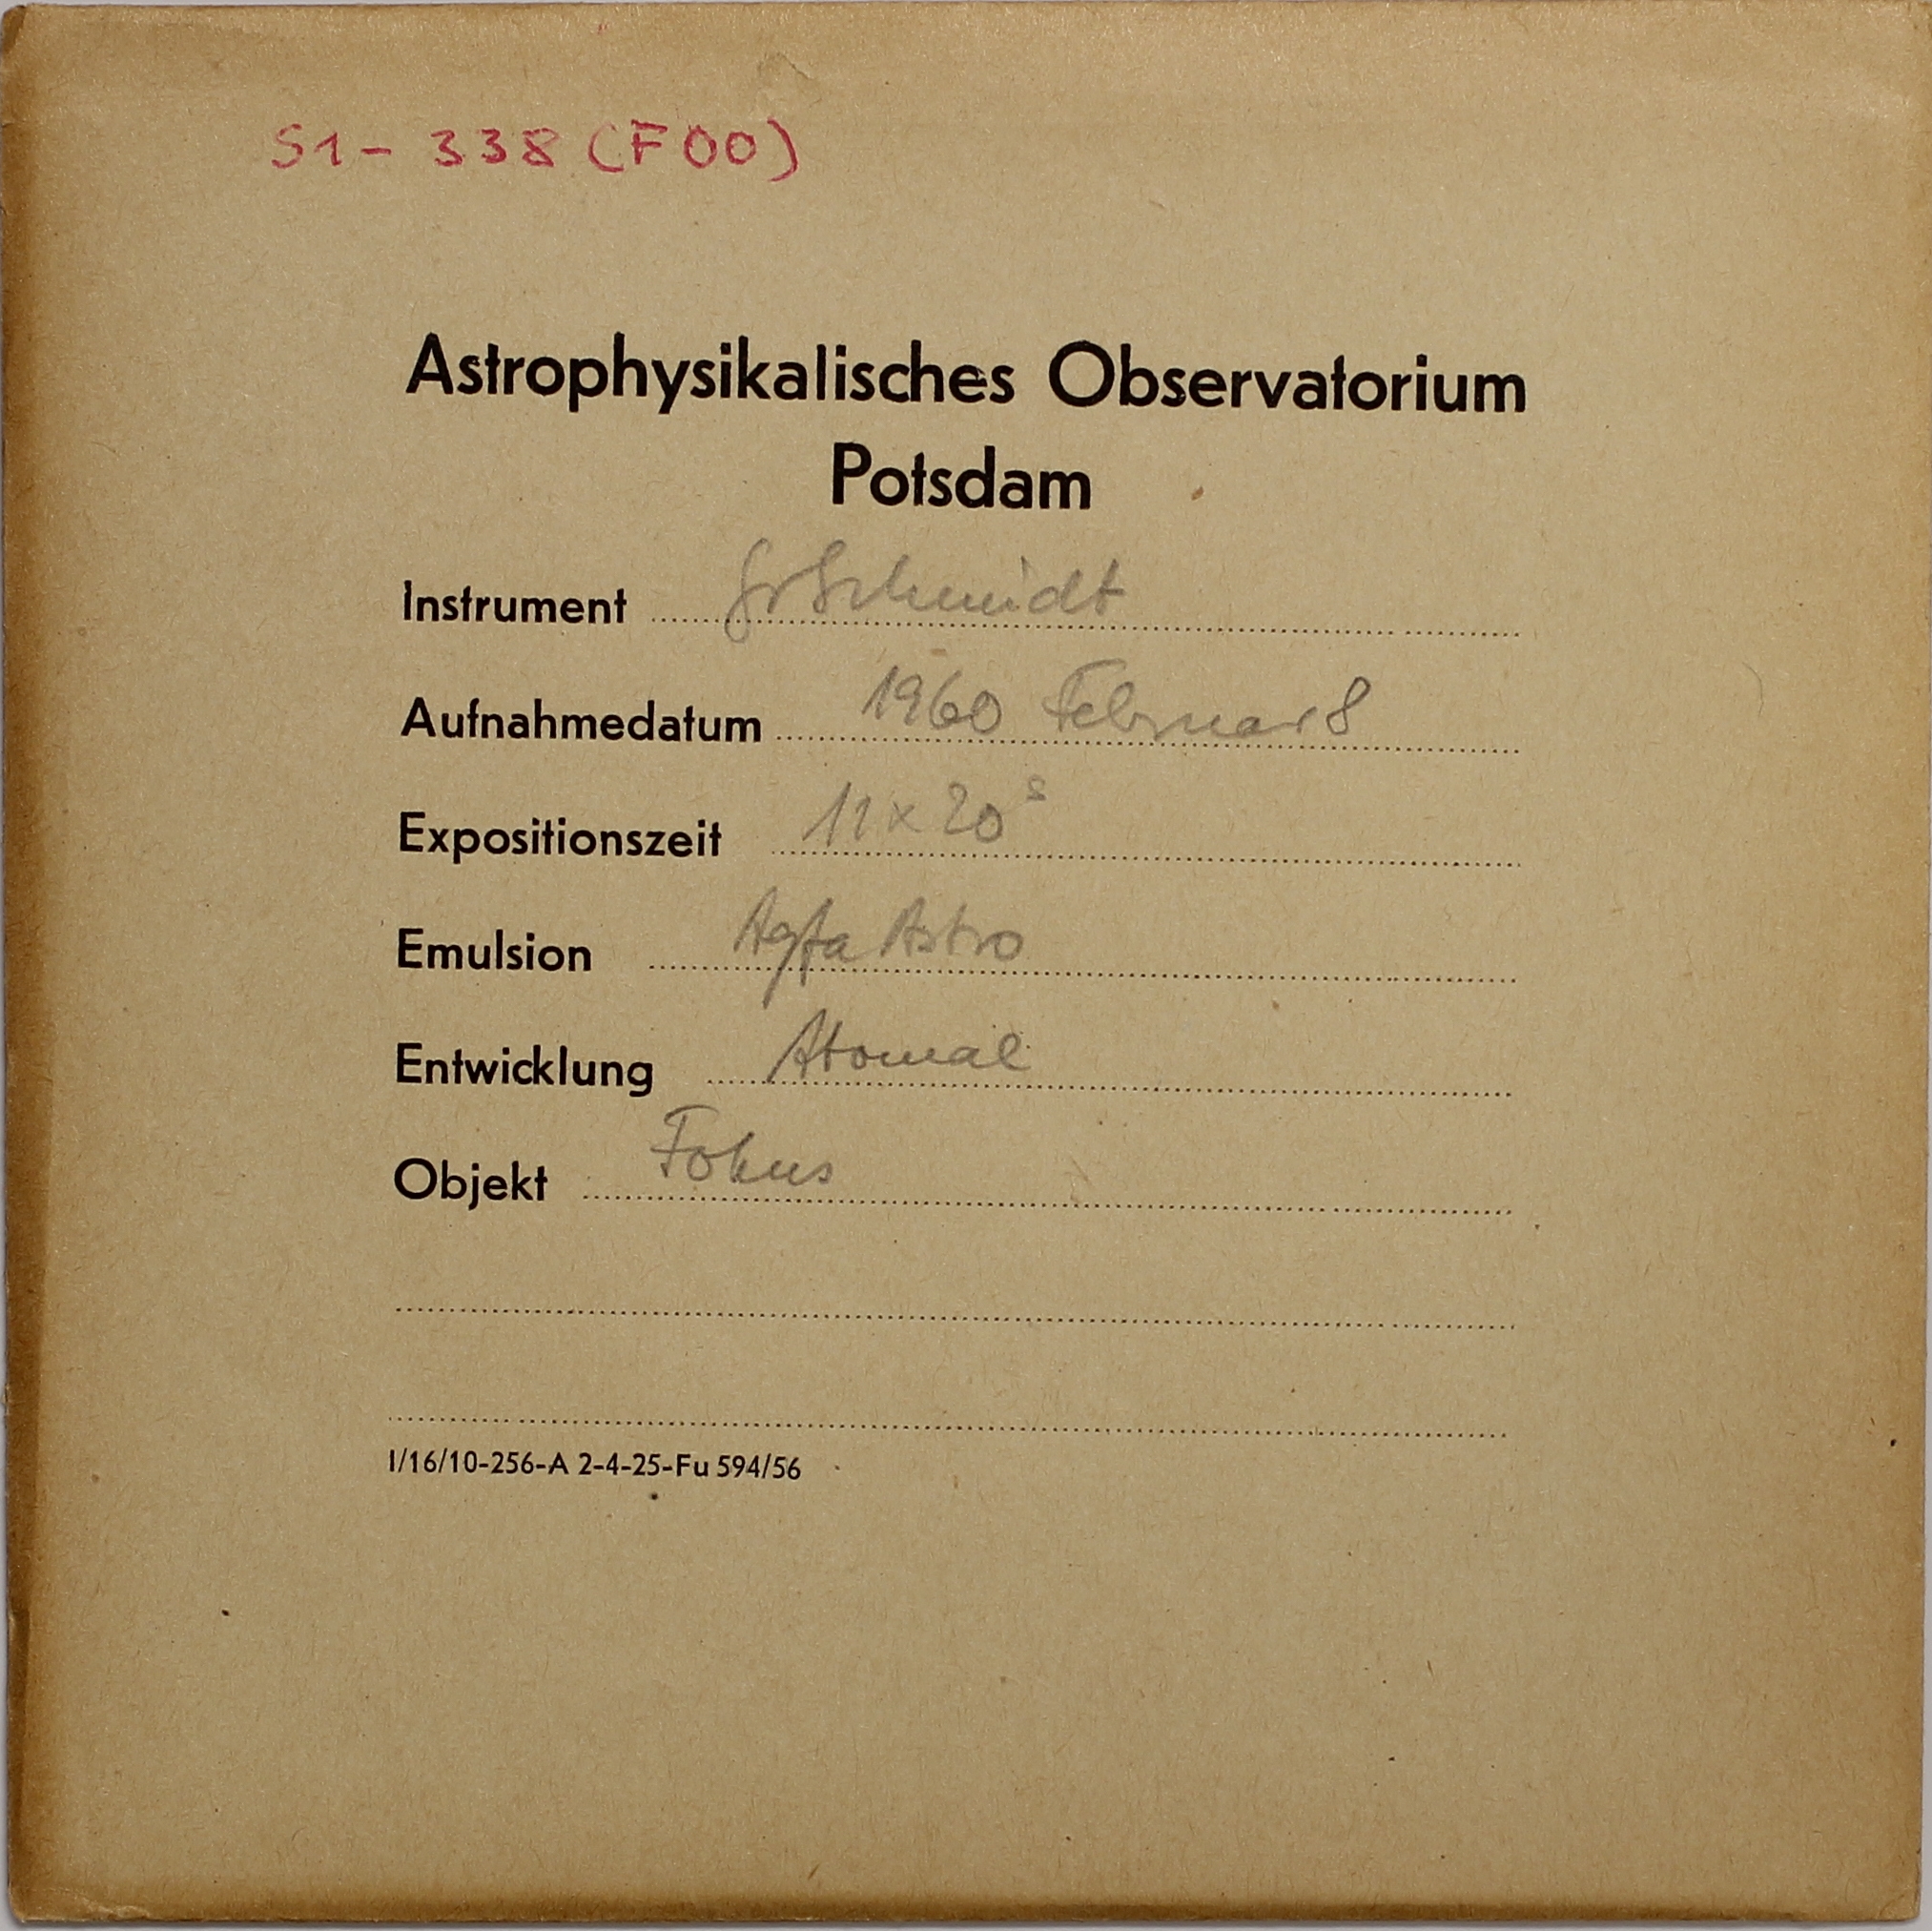 S1 - 338 (F00)
Astrophysikalisches Observatorium
Potsdam
Instrument Gr Schmidt
Aufnahmedatum 1960 Februar 8
Expositionszeit 11 x 20 s
Emulsion Agfa Astro
Entwicklung Atomal
Objekt Fokus
I/16/10-256-A 2-4-25-Fu 594/56